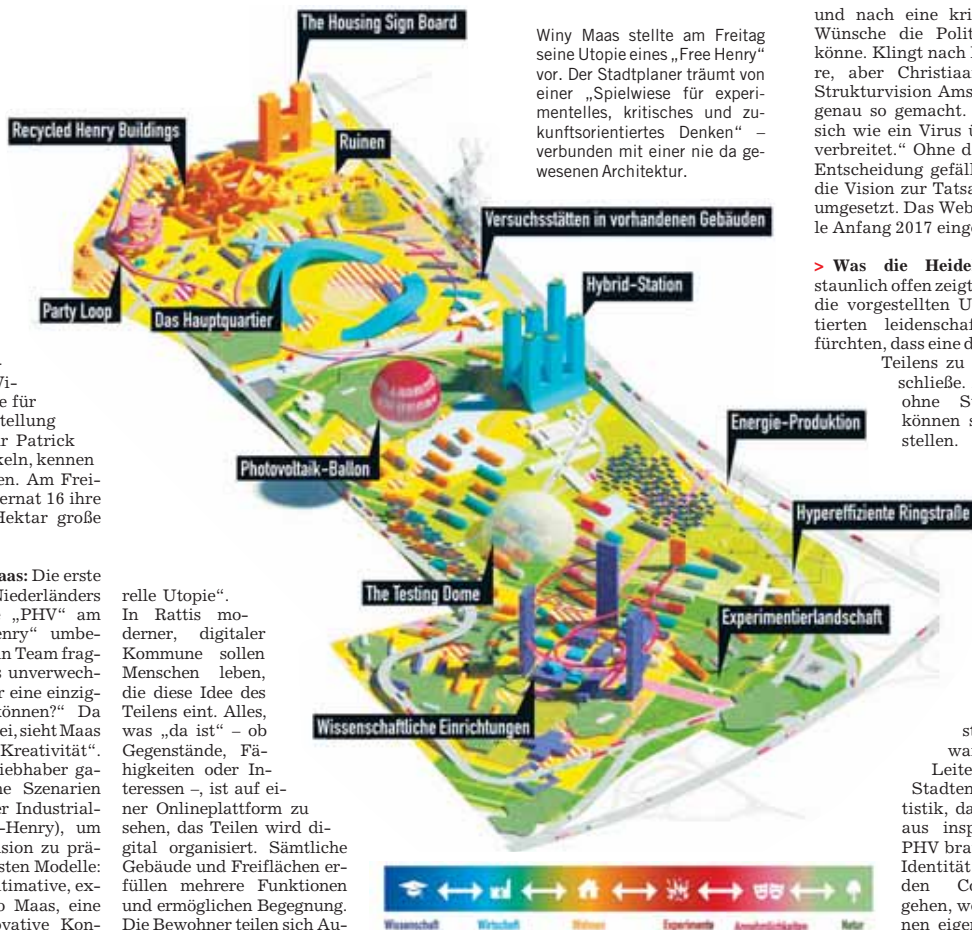 Winy Maas stellte am Freitag
seine Utopie eines „Free Henry“
vor. Der Stadtplaner träumt von
einer „Spielwiese für experi-
mentelles, kritisches und zu-
kunftsorientiertes Denken“ –
verbunden mit einer nie da ge-
wesenen Architektur.
The Housing Sign Board
Recycled Henry Buildings
Ruinen
Versuchsstätten in vorhandenen Gebäuden
Hybrid-Station
Party Loop
Das Hauptquartier
Energie-Produktion
Photovoltaik-Ballon
Hypereffiziente Ringstraße
The Testing Dome
Experimentierlandschaft
Wissenschaftliche Einrichtungen
Wissenschaft
Wirtschaft
Wohnen
Experimente
Annehmlichkeiten
Natur
e für
tellung
r Patrick
keln, kennen
en. Am Frei-
ernat 16 ihre
Hektar große
aas: Die erste
Niederländers
„PHV“ am
enry“ umbe-
in Team frag-
s unverwech-
r eine einzig-
können?“ Da
ei, sieht Maas
Kreativität“.
iebhaber ga-
he Szenarien
er Industrial-
-Henry), um
sion zu prä-
sten Modelle:
ltimative, ex-
o Maas, eine
ovative Kon-
relle Utopie“.
In Rattis mo-
derner, digitaler
Kommune sollen
Menschen leben,
die diese Idee des
Teilens eint. Alles,
was „da ist“ – ob
Gegenstände, Fä-
higkeiten oder In-
teressen –, ist auf ei-
ner Onlineplattform zu
sehen, das Teilen wird di-
gital organisiert. Sämtliche
Gebäude und Freiflächen er-
füllen mehrere Funktionen
und ermöglichen Begegnung.
Die Bewohner teilen sich Au-
und nach eine kri
Wünsche die Polit
könne. Klingt nach
re, aber Christiaa
Strukturvision Ams
genau so gemacht.
sich wie ein Virus ü
verbreitet.“ Ohne d
Entscheidung gefäll
die Vision zur Tatsa
umgesetzt. Das Web
le Anfang 2017 einge
> Was die Heide
staunlich offen zeigt
die vorgestellten U
tierten leidenschaf
fürchten, dass eine d
Teilens zu
schließe.
ohne S
können s
stellen.
st
wa
Leite
Stadten
tistik, da
aus insp
PHV bra
Identität
den Co
gehen, w
nen eiger